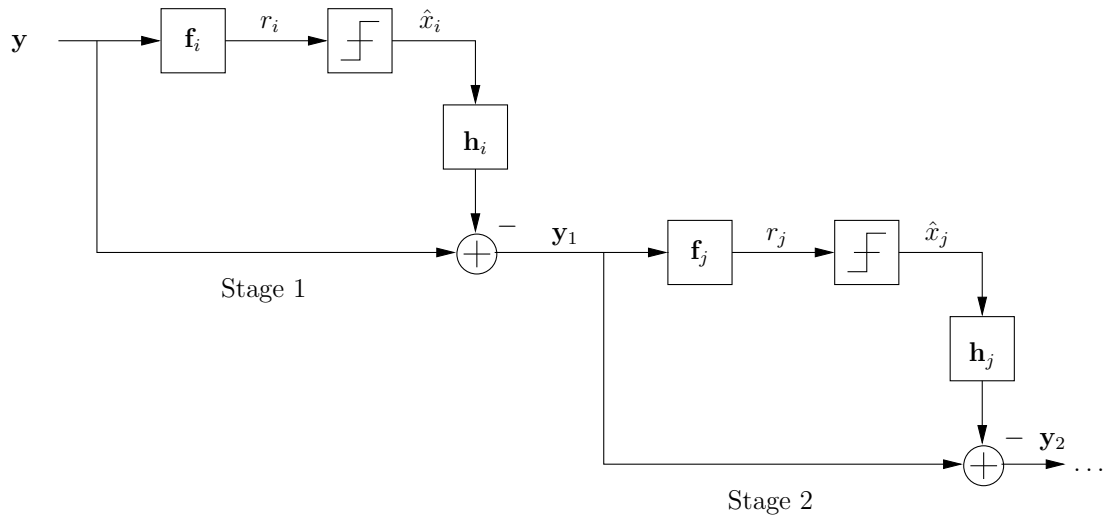 y
f_i
r_i
x̂_i
h_i
−
y_1
Stage 1
f_j
r_j
x̂_j
h_j
−
y_2
...
Stage 2